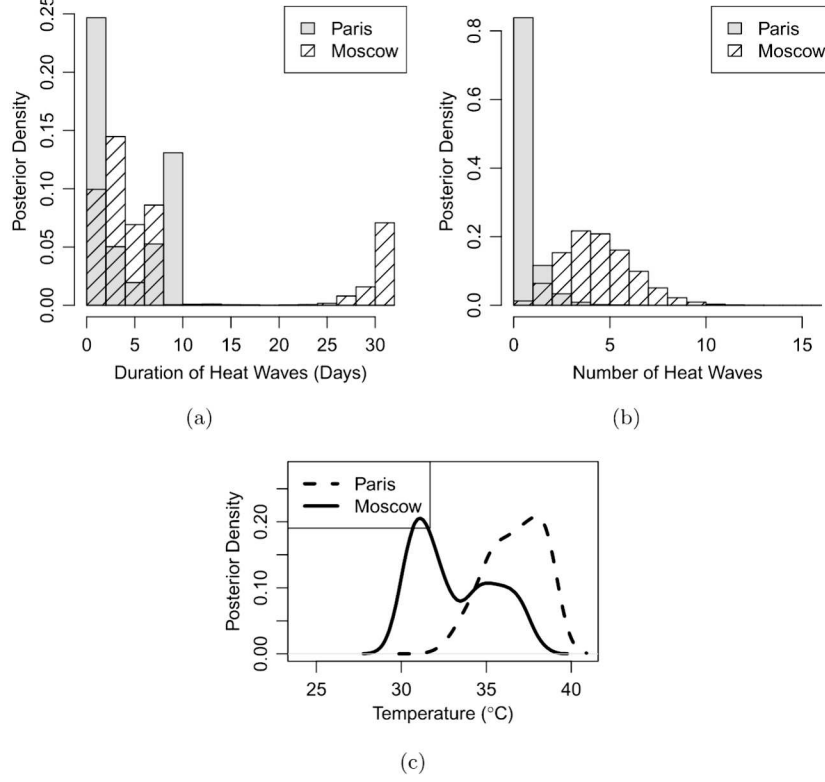 Paris
Moscow
0.25
0.20
0.15
0.10
0.05
0.00
Posterior Density
0 5 10 15 20 25 30
Duration of Heat Waves (Days)
(a)
Paris
Moscow
0.8
0.6
0.4
0.2
0.0
Posterior Density
0 5 10 15
Number of Heat Waves
(b)
Paris
Moscow
0.20
0.10
0.00
Posterior Density
25 30 35 40
Temperature (°C)
(c)